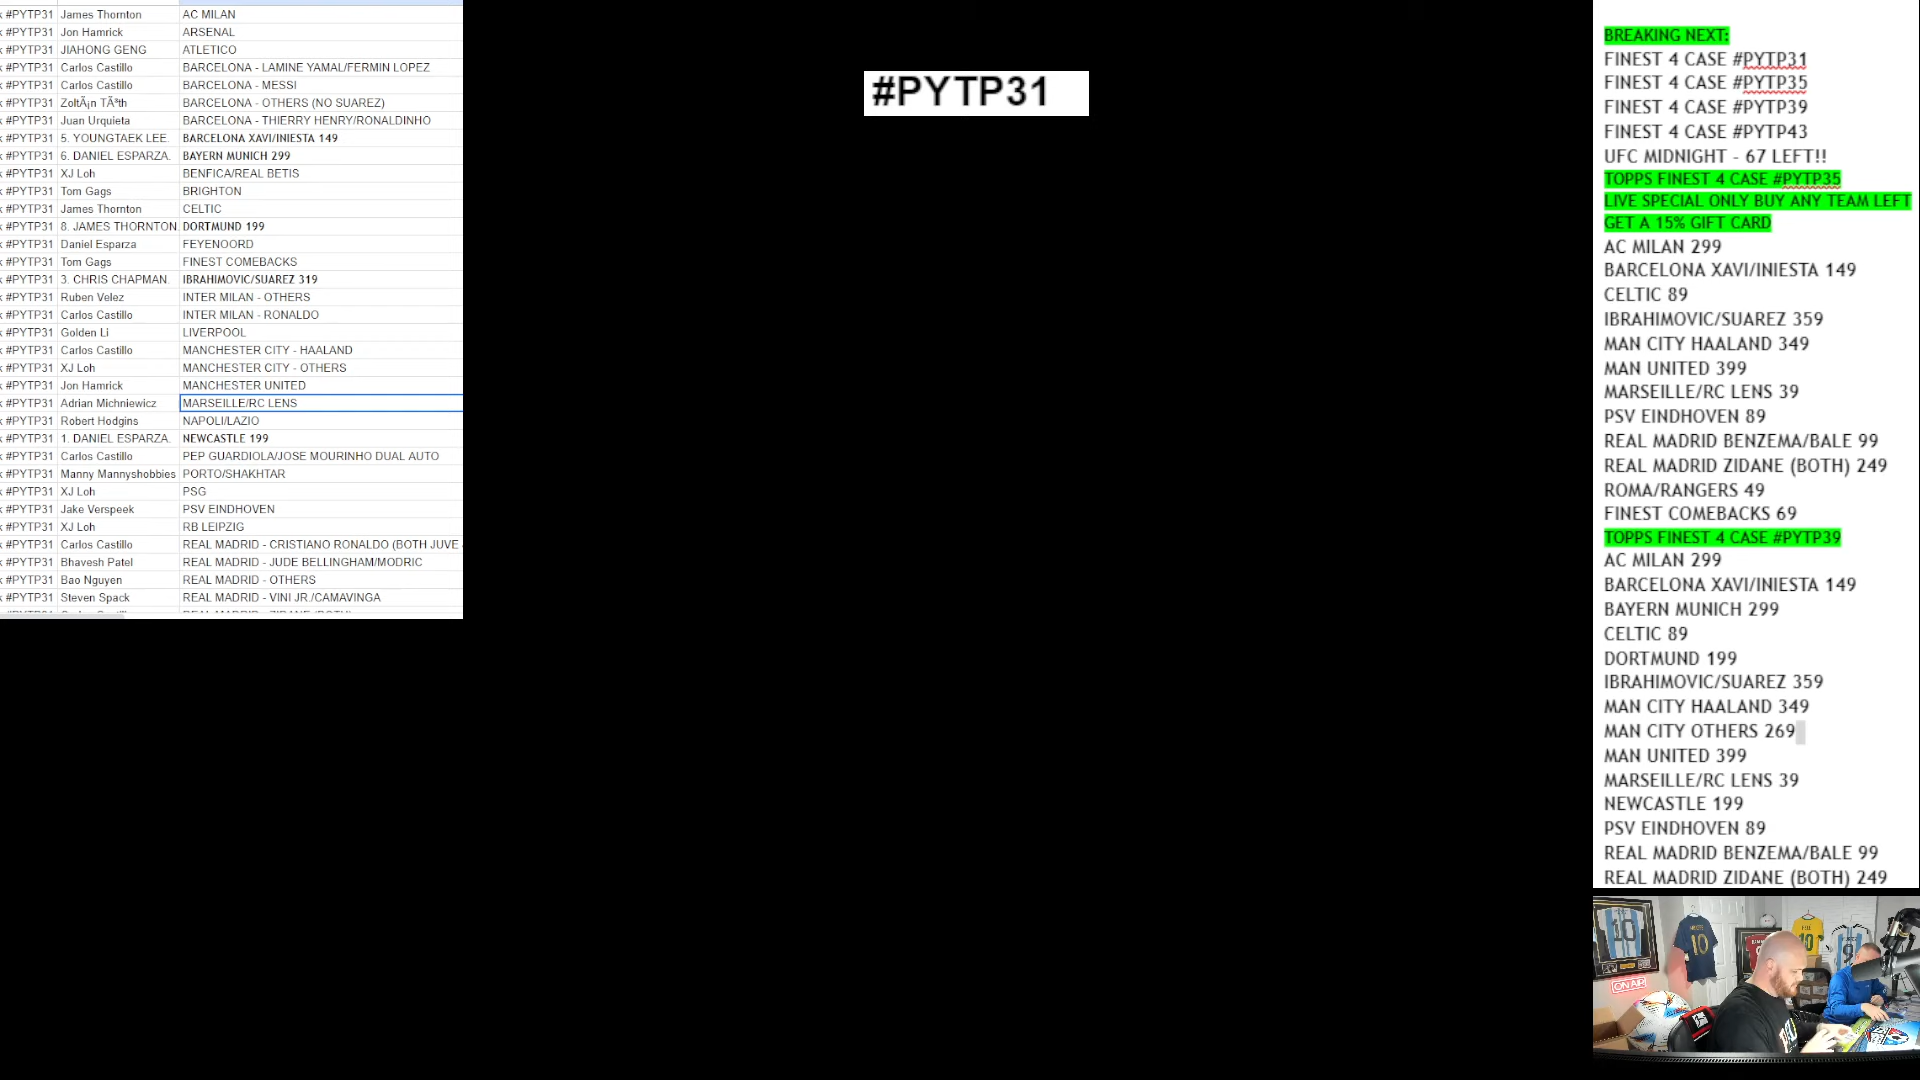 k #PYTP31 James Thornton AC MILAN
k #PYTP31 Jon Hamrick ARSENAL
k #PYTP31 JIAHONG GENG ATLETICO
k #PYTP31 Carlos Castillo BARCELONA - LAMINE YAMAL/FERMIN LOPEZ
k #PYTP31 Carlos Castillo BARCELONA - MESSI
k #PYTP31 ZoltÃ¡n TÃ³th BARCELONA - OTHERS (NO SUAREZ)
k #PYTP31 Juan Urquieta BARCELONA - THIERRY HENRY/RONALDINHO
k #PYTP31 5. YOUNGTAEK LEE. BARCELONA XAVI/INIESTA 149
k #PYTP31 6. DANIEL ESPARZA. BAYERN MUNICH 299
k #PYTP31 XJ Loh BENFICA/REAL BETIS
k #PYTP31 Tom Gags BRIGHTON
k #PYTP31 James Thornton CELTIC
k #PYTP31 8. JAMES THORNTON. DORTMUND 199
k #PYTP31 Daniel Esparza FEYENOORD
k #PYTP31 Tom Gags FINEST COMEBACKS
k #PYTP31 3. CHRIS CHAPMAN. IBRAHIMOVIC/SUAREZ 319
k #PYTP31 Ruben Velez INTER MILAN - OTHERS
k #PYTP31 Carlos Castillo INTER MILAN - RONALDO
k #PYTP31 Golden Li LIVERPOOL
k #PYTP31 Carlos Castillo MANCHESTER CITY - HAALAND
k #PYTP31 XJ Loh MANCHESTER CITY - OTHERS
k #PYTP31 Jon Hamrick MANCHESTER UNITED
k #PYTP31 Adrian Michniewicz MARSEILLE/RC LENS
k #PYTP31 Robert Hodgins NAPOLI/LAZIO
k #PYTP31 1. DANIEL ESPARZA. NEWCASTLE 199
k #PYTP31 Carlos Castillo PEP GUARDIOLA/JOSE MOURINHO DUAL AUTO
k #PYTP31 Manny Mannyshobbies PORTO/SHAKHTAR
k #PYTP31 XJ Loh PSG
k #PYTP31 Jake Verspeek PSV EINDHOVEN
k #PYTP31 XJ Loh RB LEIPZIG
k #PYTP31 Carlos Castillo REAL MADRID - CRISTIANO RONALDO (BOTH JUVE
k #PYTP31 Bhavesh Patel REAL MADRID - JUDE BELLINGHAM/MODRIC
k #PYTP31 Bao Nguyen REAL MADRID - OTHERS
k #PYTP31 Steven Spack REAL MADRID - VINI JR./CAMAVINGA
#PYTP31
BREAKING NEXT:
FINEST 4 CASE #PYTP31
FINEST 4 CASE #PYTP35
FINEST 4 CASE #PYTP39
FINEST 4 CASE #PYTP43
UFC MIDNIGHT - 67 LEFT!!
TOPPS FINEST 4 CASE #PYTP35
LIVE SPECIAL ONLY BUY ANY TEAM LEFT
GET A 15% GIFT CARD
AC MILAN 299
BARCELONA XAVI/INIESTA 149
CELTIC 89
IBRAHIMOVIC/SUAREZ 359
MAN CITY HAALAND 349
MAN UNITED 399
MARSEILLE/RC LENS 39
PSV EINDHOVEN 89
REAL MADRID BENZEMA/BALE 99
REAL MADRID ZIDANE (BOTH) 249
ROMA/RANGERS 49
FINEST COMEBACKS 69
TOPPS FINEST 4 CASE #PYTP39
AC MILAN 299
BARCELONA XAVI/INIESTA 149
BAYERN MUNICH 299
CELTIC 89
DORTMUND 199
IBRAHIMOVIC/SUAREZ 359
MAN CITY HAALAND 349
MAN CITY OTHERS 269
MAN UNITED 399
MARSEILLE/RC LENS 39
NEWCASTLE 199
PSV EINDHOVEN 89
REAL MADRID BENZEMA/BALE 99
REAL MADRID ZIDANE (BOTH) 249
10
10
10
9
ON AIR